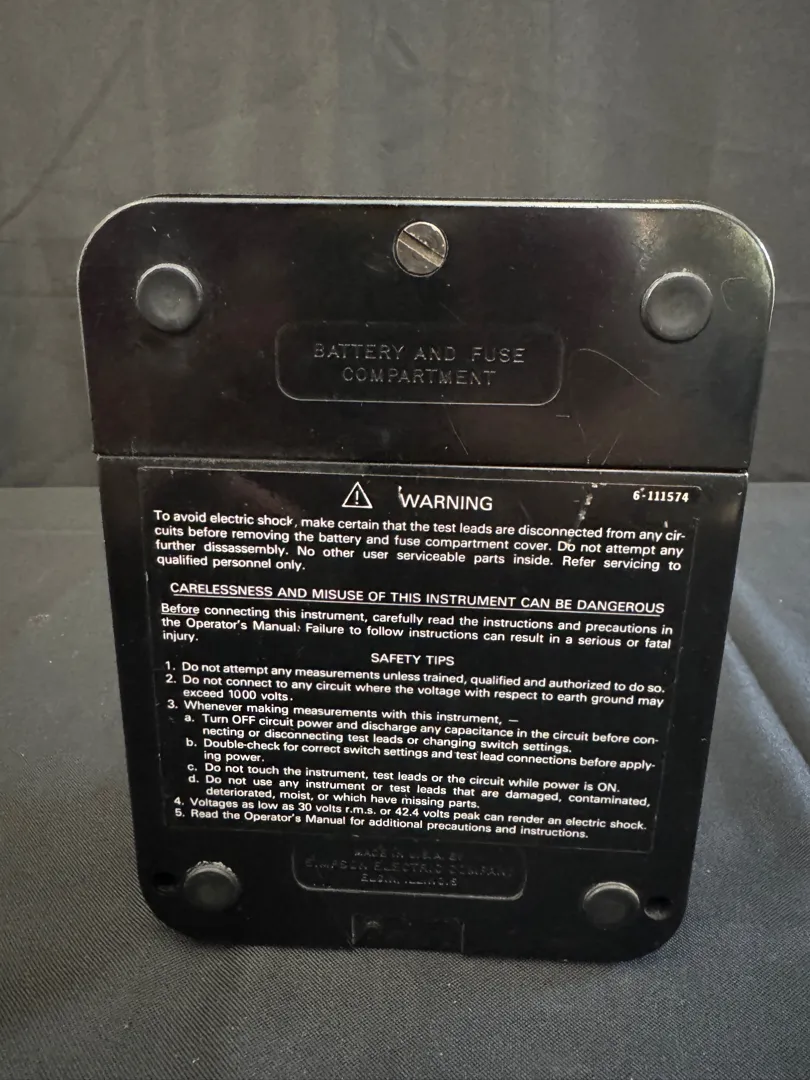 BATTERY AND FUSE
COMPARTMENT
WARNING
6-111574
To avoid electric shock, make certain that the test leads are disconnected from any cir-
cuits before removing the battery and fuse compartment cover. Do not attempt any
further disassembly. No other user serviceable parts inside. Refer servicing to
qualified personnel only.
CARELESSNESS AND MISUSE OF THIS INSTRUMENT CAN BE DANGEROUS
Before connecting this instrument, carefully read the instructions and precautions in
the Operator's Manual: Failure to follow instructions can result in a serious or fatal
injury.
SAFETY TIPS
1. Do not attempt any measurements unless trained, qualified and authorized to do so.
2. Do not connect to any circuit where the voltage with respect to earth ground may
exceed 1000 volts.
3. Whenever making measurements with this instrument, —
a. Turn OFF circuit power and discharge any capacitance in the circuit before con-
necting or disconnecting test leads or changing switch settings.
b. Double-check for correct switch settings and test lead connections before apply-
ing power.
c. Do not touch the instrument, test leads or the circuit while power is ON.
d. Do not use any instrument or test leads that are damaged, contaminated,
deteriorated, moist, or which have missing parts.
4. Voltages as low as 30 volts r.m.s. or 42.4 volts peak can render an electric shock.
5. Read the Operator's Manual for additional precautions and instructions.
MADE IN U.S.A. BY
SIMPSON ELECTRIC COMPANY
ELGIN, ILLINOIS